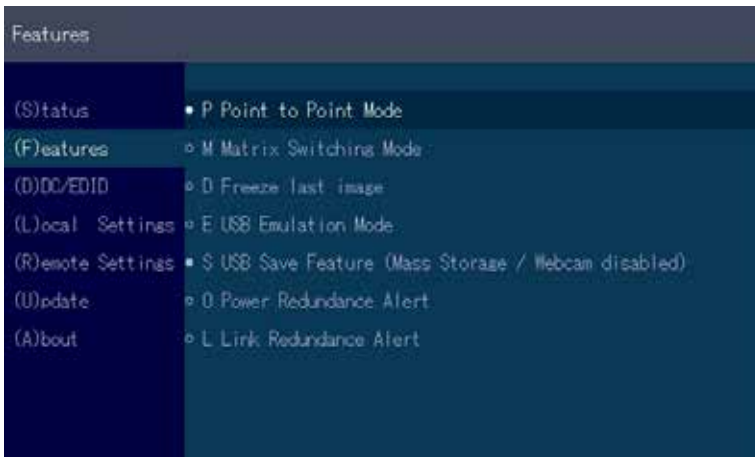 Features
(S)tatus • P Point to Point Mode
(F)eatures ∘ M Matrix Switching Mode
(D)DC/EDID ∘ D Freeze last image
(L)ocal Settings ∘ E USB Emulation Mode
(R)emote Settings • S USB Save Feature (Mass Storage / Webcam disabled)
(U)pdate ∘ O Power Redundance Alert
(A)bout ∘ L Link Redundance Alert